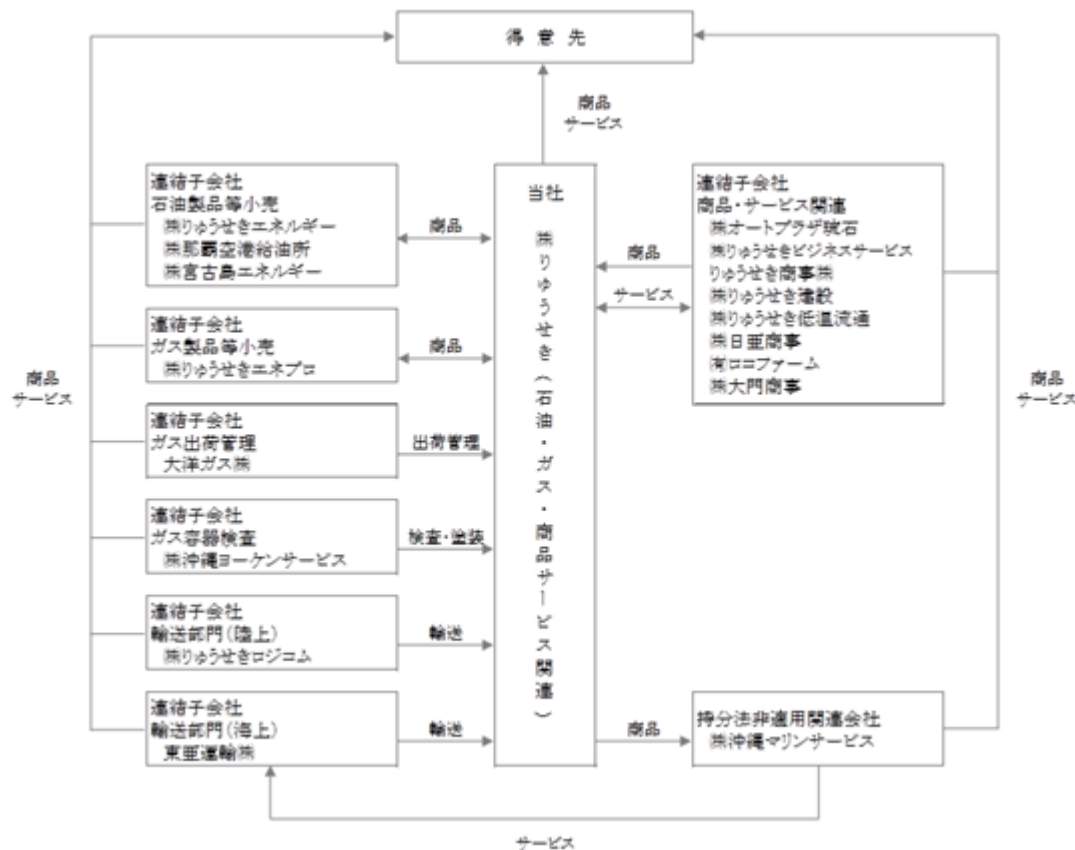 得意先
商品
サービス
連結子会社
石油製品等小売
㈱りゅうせきエネルギー
㈱那覇空港給油所
㈱宮古島エネルギー
商品
連結子会社
ガス製品等小売
㈱りゅうせきエネプロ
商品
連結子会社
ガス出荷管理
大洋ガス㈱
出荷管理
連結子会社
ガス容器検査
㈱沖縄ヨーケンサービス
検査・塗装
連結子会社
輸送部門(陸上)
㈱りゅうせきロジコム
輸送
連結子会社
輸送部門(海上)
東亜運輸㈱
輸送
商品
サービス
当社
㈱りゅうせき(石油・ガス・商品サービス関連)
商品
サービス
連結子会社
商品・サービス関連
㈱オートプラザ琉石
㈱りゅうせきビジネスサービス
りゅうせき商事㈱
㈱りゅうせき建設
㈱りゅうせき低温流通
㈱日亜商事
㈲ロコファーム
㈱大門商事
商品
サービス
商品
持分法非適用関連会社
㈱沖縄マリンサービス
サービス